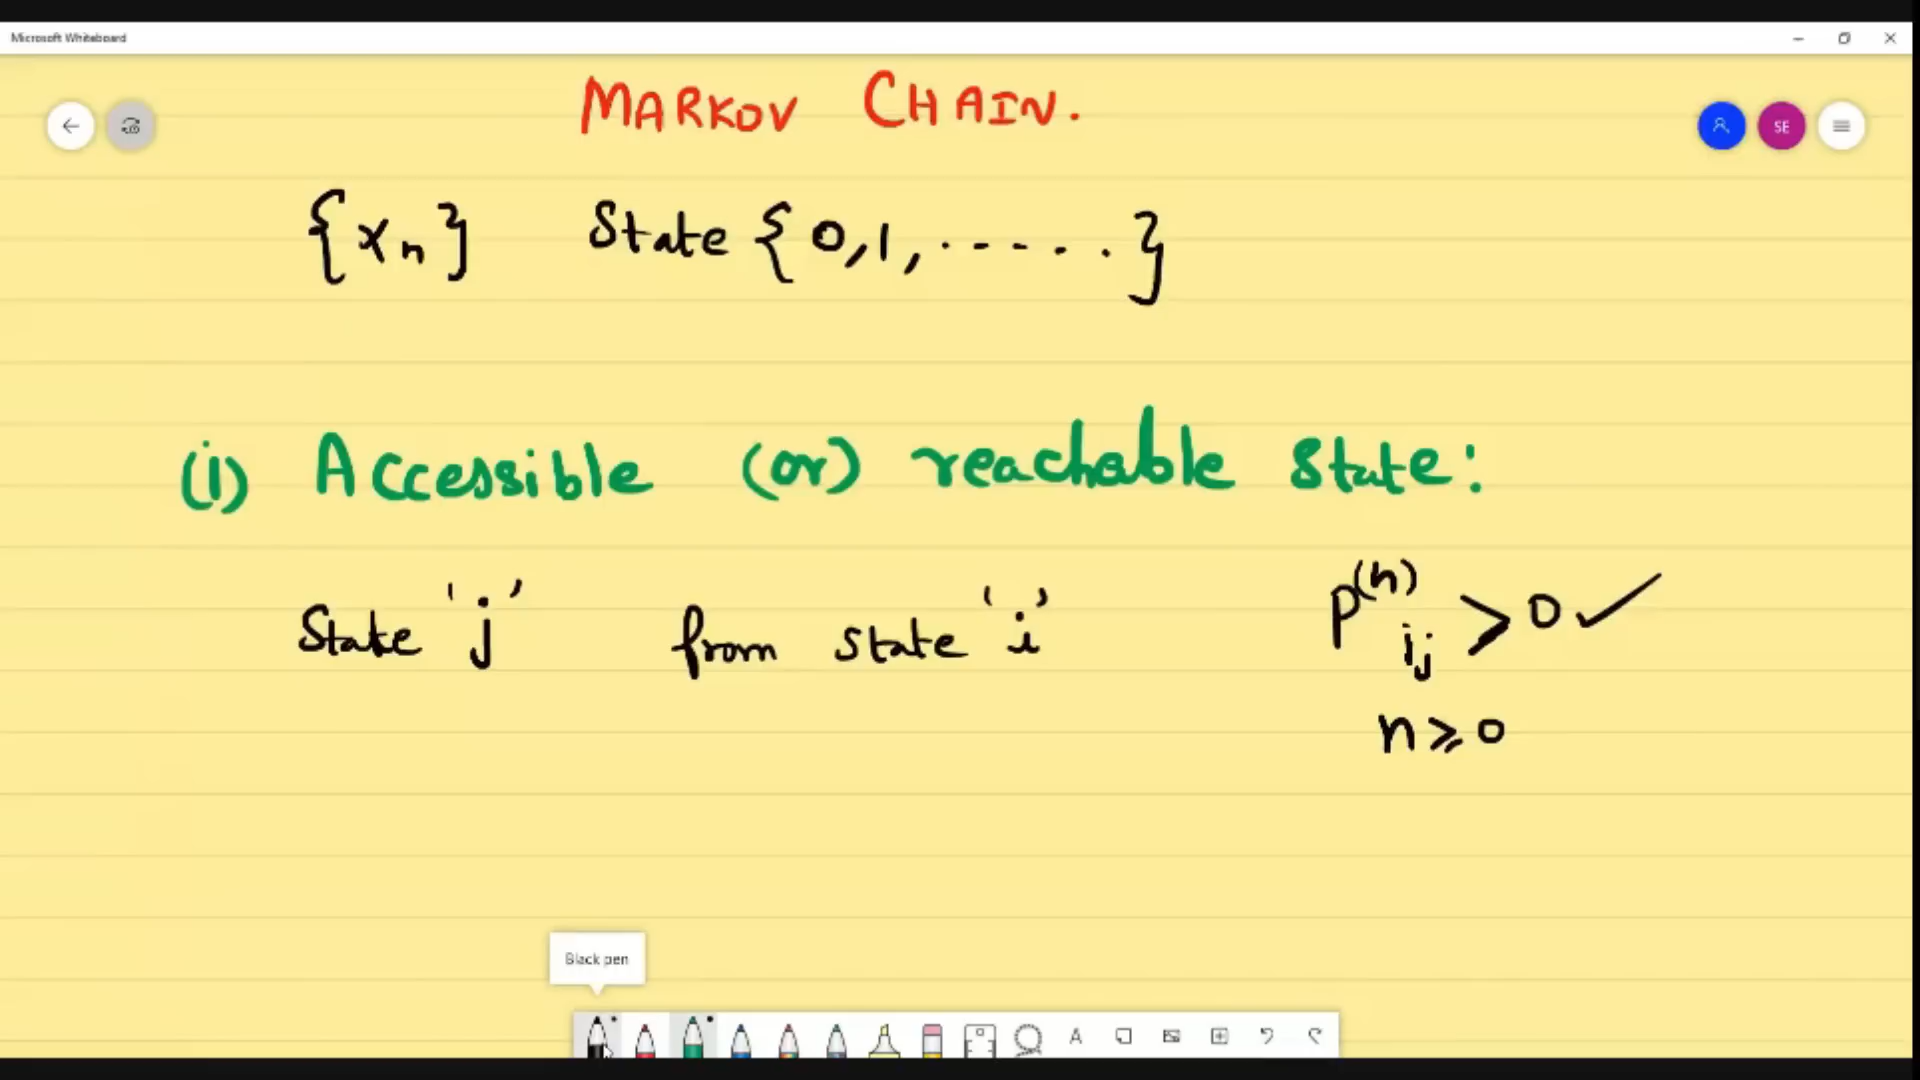 Microsoft Whiteboard
MARKOV CHAIN.
SE
{xn} State {0,1,.-----.}
(i) Accessible (or) reachable state:
State 'j' from state 'i' P(n)ij > 0 ✓
n ≥ 0
Black pen
A